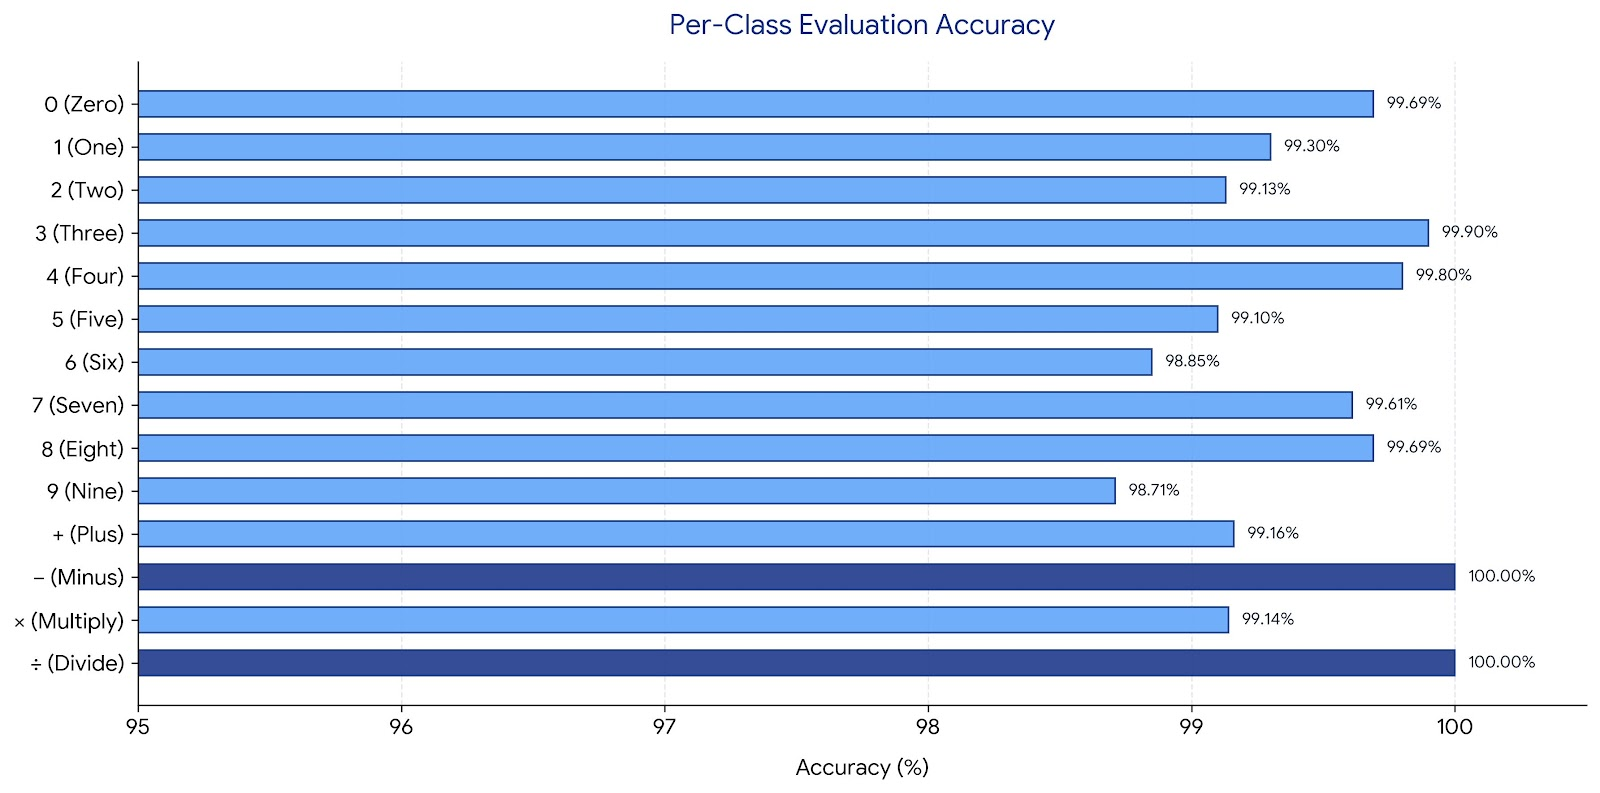 Per-Class Evaluation Accuracy
0 (Zero) 99.69%
1 (One) 99.30%
2 (Two) 99.13%
3 (Three) 99.90%
4 (Four) 99.80%
5 (Five) 99.10%
6 (Six) 98.85%
7 (Seven) 99.61%
8 (Eight) 99.69%
9 (Nine) 98.71%
+ (Plus) 99.16%
− (Minus) 100.00%
× (Multiply) 99.14%
÷ (Divide) 100.00%
95 96 97 98 99 100
Accuracy (%)